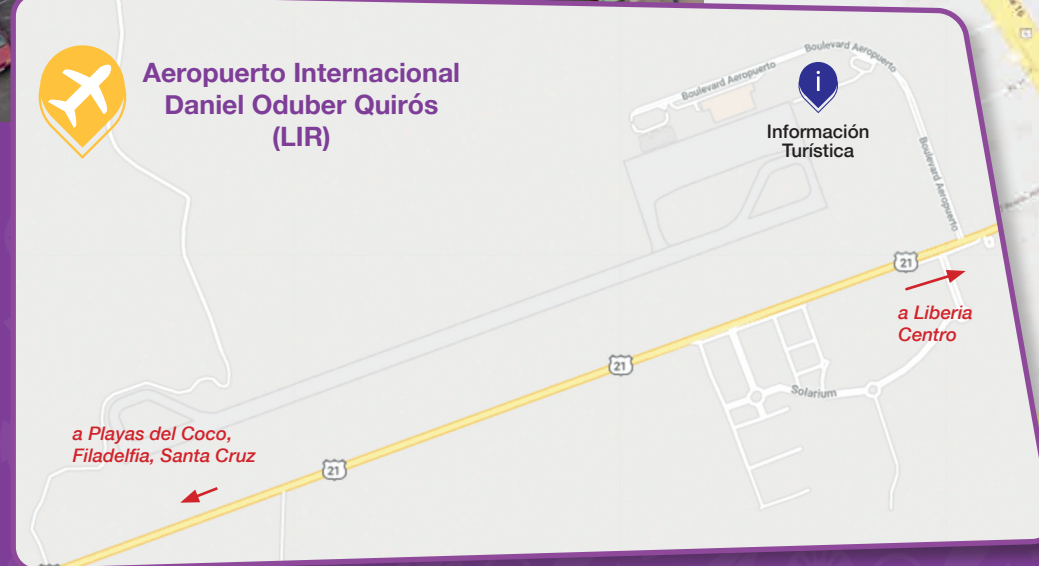 Aeropuerto Internacional
Daniel Oduber Quirós
(LIR)
Boulevard Aeropuerto
Boulevard Aeropuerto
i
Información
Turística
Boulevard Aeropuerto
21
a Liberia
Centro
21
Solarium
a Playas del Coco,
Filadelfia, Santa Cruz
21